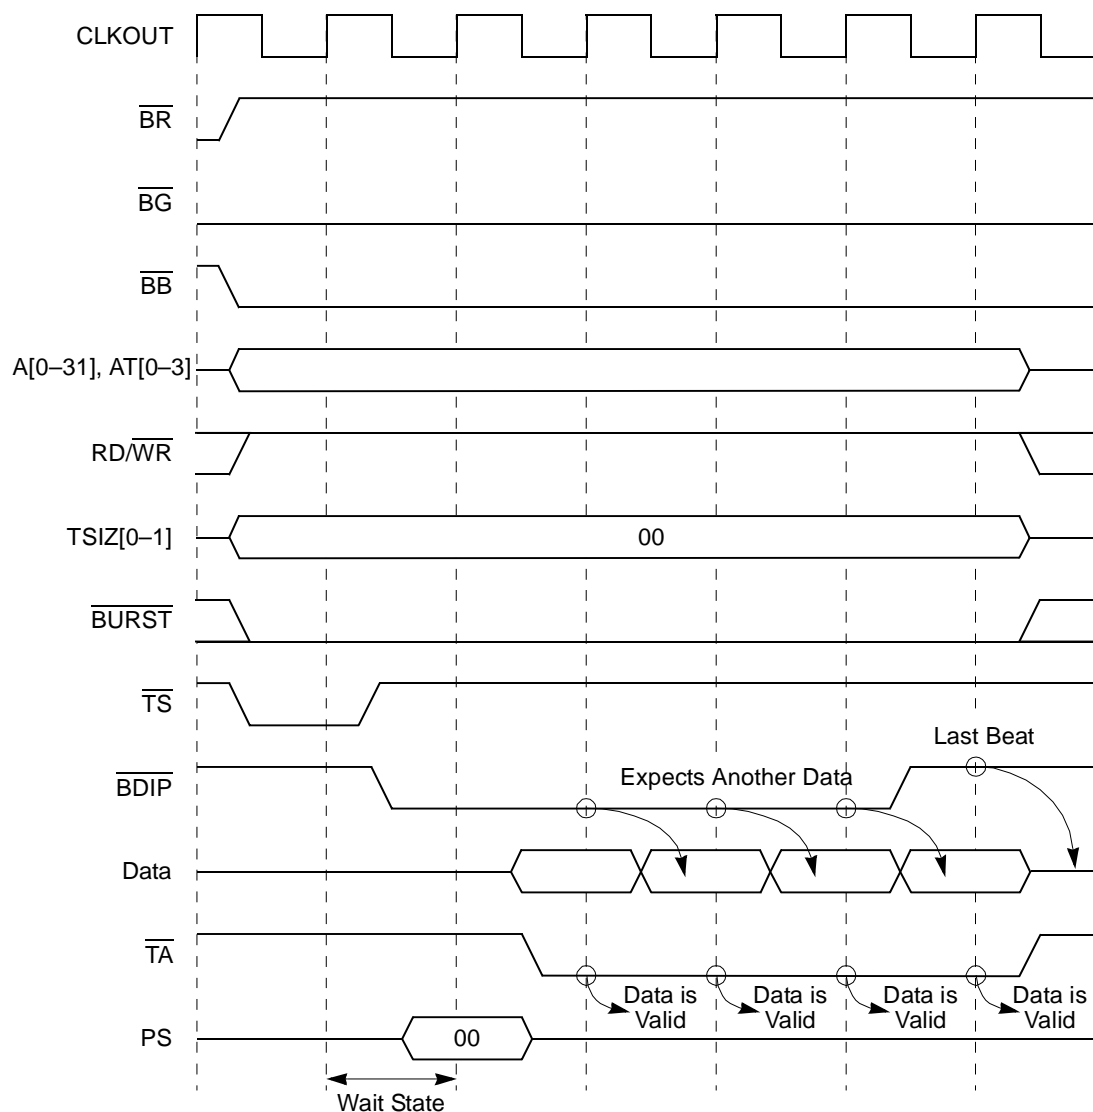 CLKOUT
BR
BG
BB
A[0–31], AT[0–3]
RD/WR
TSIZ[0–1]
00
BURST
TS
Last Beat
BDIP
Expects Another Data
Data
TA
Data is
Valid
Data is
Valid
Data is
Valid
Data is
Valid
PS
00
Wait State